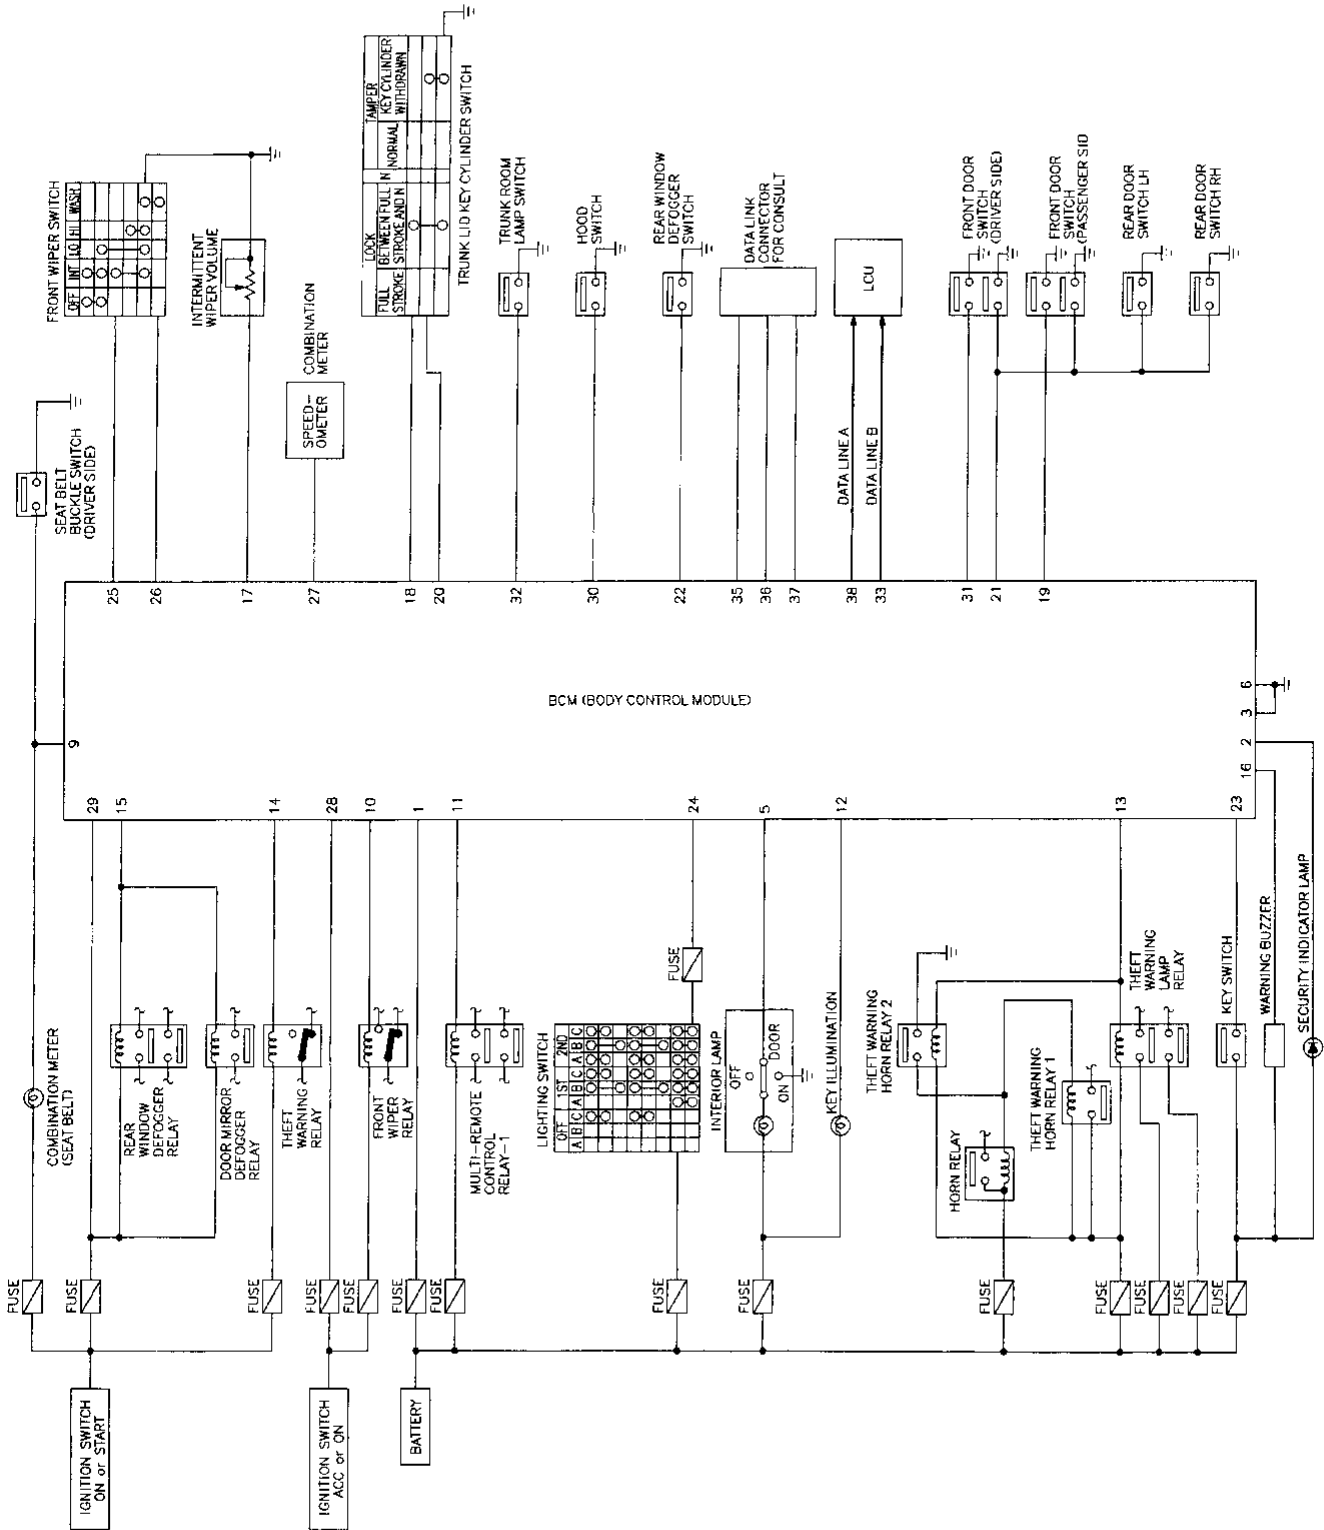 FRONT WIPER SWITCH
OFF INT LO HI WASH
INTERMITTENT
WIPER VOLUME
SPEED-
OMETER
COMBINATION
METER
LOCK
TAMPER
FULL
STROKE
BETWEEN FULL
STROKE AND N
N
NORMAL
KEY CYLINDER
WITHDRAWN
TRUNK LID KEY CYLINDER SWITCH
TRUNK ROOM
LAMP SWITCH
HOOD
SWITCH
REAR WINDOW
DEFOGGER
SWITCH
DATA LINK
CONNECTOR
FOR CONSULT
LCU
DATA LINE A
DATA LINE B
FRONT DOOR
SWITCH
(DRIVER SIDE)
FRONT DOOR
SWITCH
(PASSENGER SID
REAR DOOR
SWITCH LH
REAR DOOR
SWITCH RH
SEAT BELT
BUCKLE SWITCH
(DRIVER SIDE)
25
26
17
27
18
20
32
30
22
35
36
37
38
33
31
21
19
BCM (BODY CONTROL MODULE)
9
6
3
2
16
29
15
14
28
10
1
11
24
5
12
13
23
COMBINATION METER
(SEAT BELT)
REAR
WINDOW
DEFOGGER
RELAY
DOOR MIRROR
DEFOGGER
RELAY
THEFT
WARNING
RELAY
FRONT
WIPER
RELAY
MULTI-REMOTE
CONTROL
RELAY-1
LIGHTING SWITCH
OFF 1ST 2ND
A B C A B C A B C
FUSE
INTERIOR LAMP
OFF
DOOR
ON
KEY ILLUMINATION
THEFT WARNING
HORN RELAY 2
HORN RELAY
THEFT WARNING
HORN RELAY 1
THEFT
WARNING
LAMP
RELAY
KEY SWITCH
WARNING BUZZER
SECURITY INDICATOR LAMP
FUSE
FUSE
FUSE
FUSE
FUSE
FUSE
FUSE
FUSE
FUSE
FUSE
FUSE
FUSE
FUSE
FUSE
IGNITION SWITCH
ON or START
IGNITION SWITCH
ACC or ON
BATTERY